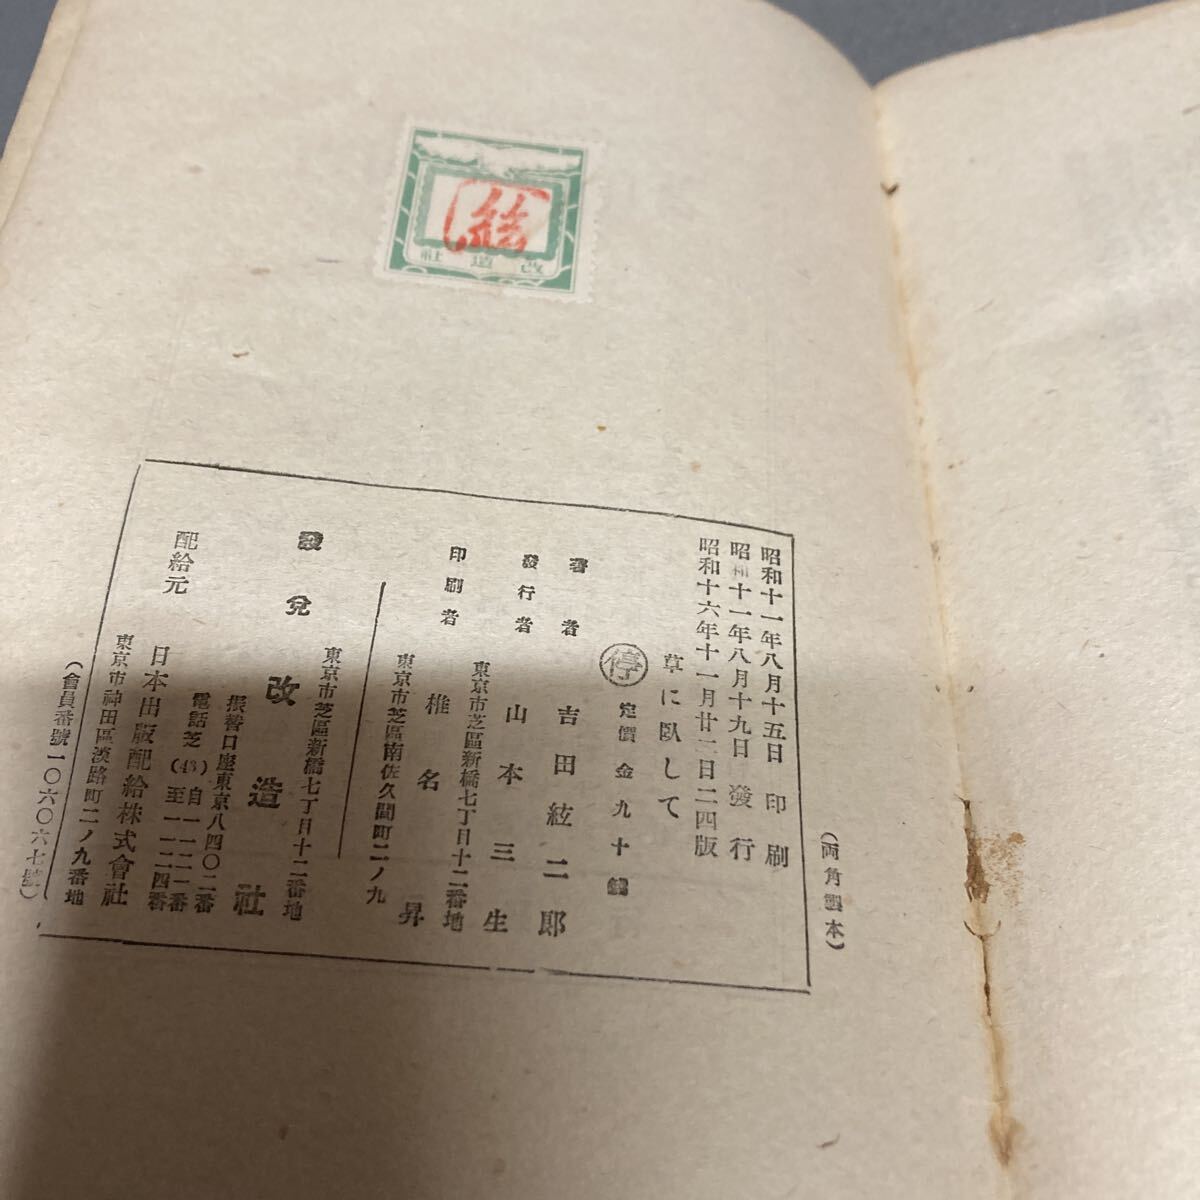 絃
改造社
昭和十一年八月十五日 印刷
昭和十一年八月十九日 發行
昭和十六年十一月廿二日二四版
草に臥して
停 定價金九十錢
著者 吉田絃二郎
發行者 山本三生
東京市芝區新橋七丁目十二番地
印刷者 椎名昇
東京市芝區南佐久間町二ノ九
發兌 改造社
東京市芝區新橋七丁目十二番地
振替口座東京八四〇二番
電話芝(43)自一一二一番至一一二四番
配給元 日本出版配給株式會社
東京市神田區淡路町二ノ九番地
(會員番號一〇六〇六七號)
(両角製本)